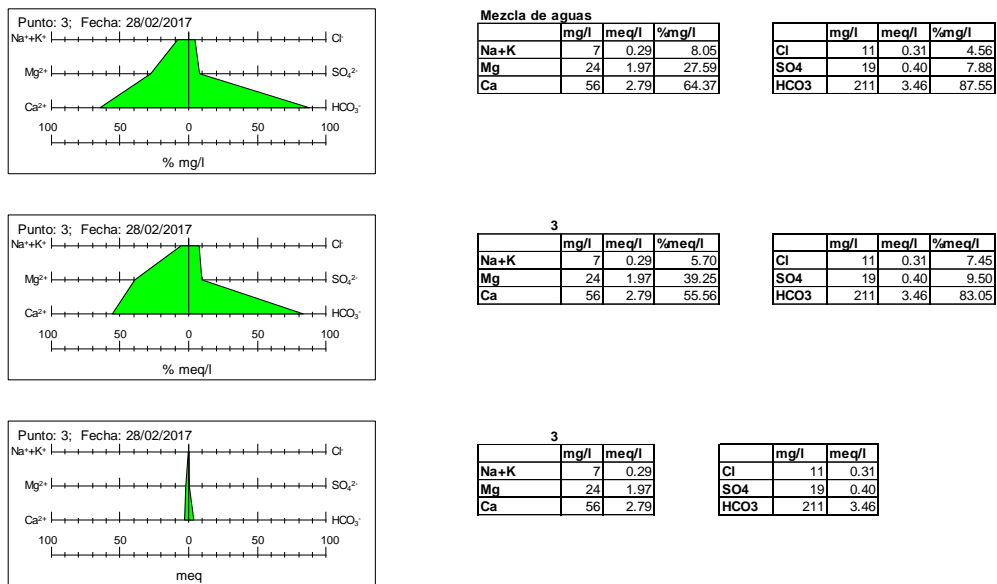 Punto: 3; Fecha: 28/02/2017
Na⁺+K⁺ Cl⁻
Mg²⁺ SO₄²⁻
Ca²⁺ HCO₃⁻
100 50 0 50 100
% mg/l
Mezcla de aguas
mg/l meq/l %mg/l
Na+K 7 0.29 8.05
Mg 24 1.97 27.59
Ca 56 2.79 64.37
mg/l meq/l %mg/l
Cl 11 0.31 4.56
SO4 19 0.40 7.88
HCO3 211 3.46 87.55
Punto: 3; Fecha: 28/02/2017
Na⁺+K⁺ Cl⁻
Mg²⁺ SO₄²⁻
Ca²⁺ HCO₃⁻
100 50 0 50 100
% meq/l
3
mg/l meq/l %meq/l
Na+K 7 0.29 5.70
Mg 24 1.97 39.25
Ca 56 2.79 55.56
mg/l meq/l %meq/l
Cl 11 0.31 7.45
SO4 19 0.40 9.50
HCO3 211 3.46 83.05
Punto: 3; Fecha: 28/02/2017
Na⁺+K⁺ Cl⁻
Mg²⁺ SO₄²⁻
Ca²⁺ HCO₃⁻
100 50 0 50 100
meq
3
mg/l meq/l
Na+K 7 0.29
Mg 24 1.97
Ca 56 2.79
mg/l meq/l
Cl 11 0.31
SO4 19 0.40
HCO3 211 3.46